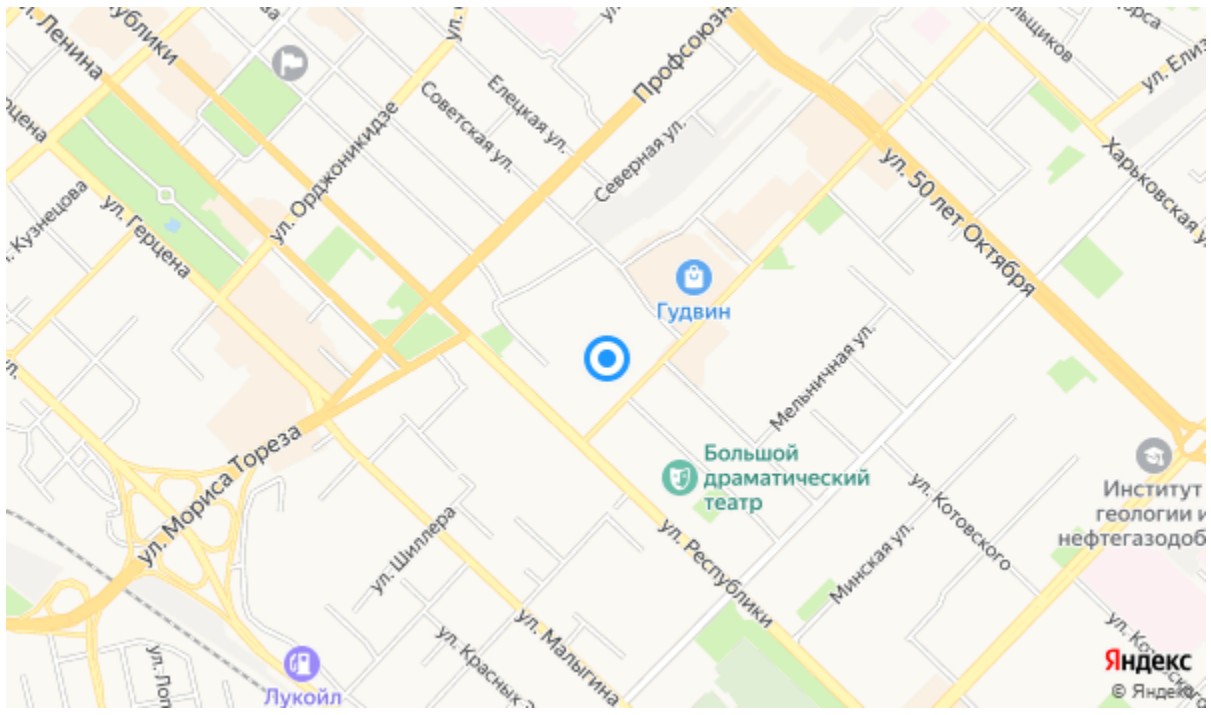 ул. Ленина
Профсоюзн
ул. Елиз
Елецкая ул.
Советская ул.
Северная ул.
ул. Орджоникидзе
ул. 50 лет Октября
Харьковская ул
Кузнецова
ул. Герцена
Гудвин
Мельничная ул.
Большой
драматический
театр
ул. Мориса Тореза
Институт
геологии и
нефтегазодоб
ул. Котовского
ул. Шиллера
ул. Республики
Минская ул.
ул. Малыгина
ул. Красных
Лукойл
Яндекс
© Яндекс